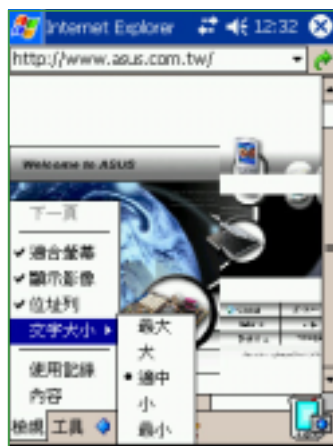 Internet Explorer 12:32
http://www.asus.com.tw/
Welcome to ASUS
下一頁
適合螢幕
顯示影像
位址列
文字大小
使用記錄
內容
最大
大
適中
小
最小
檢視 工具